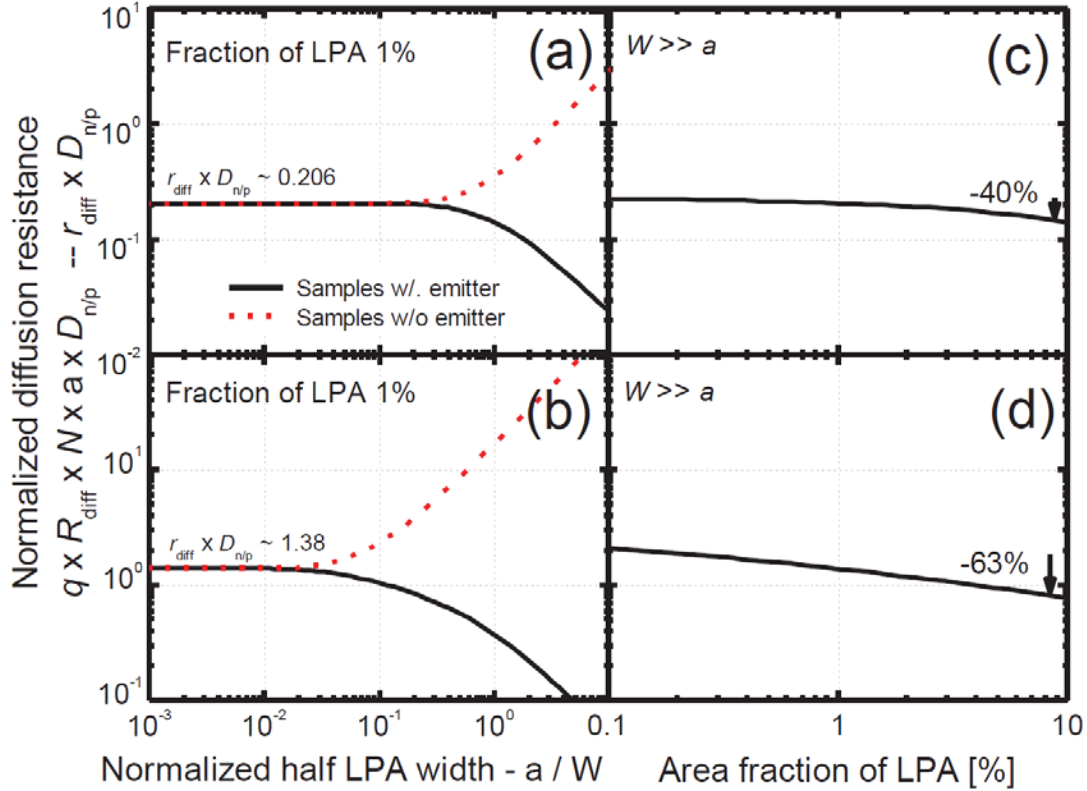 Normalized diffusion resistance
q x R_diff x N x a x D_n/p -- r_diff x D_n/p
10^1
10^0
10^-1
10^-2
10^1
10^0
10^-1
Fraction of LPA 1%
(a)
r_diff x D_n/p ~ 0.206
Samples w/. emitter
Samples w/o emitter
W >> a
(c)
-40%
Fraction of LPA 1%
(b)
r_diff x D_n/p ~ 1.38
W >> a
(d)
-63%
10^-3 10^-2 10^-1 10^0 0.1 1 10
Normalized half LPA width - a / W
Area fraction of LPA [%]